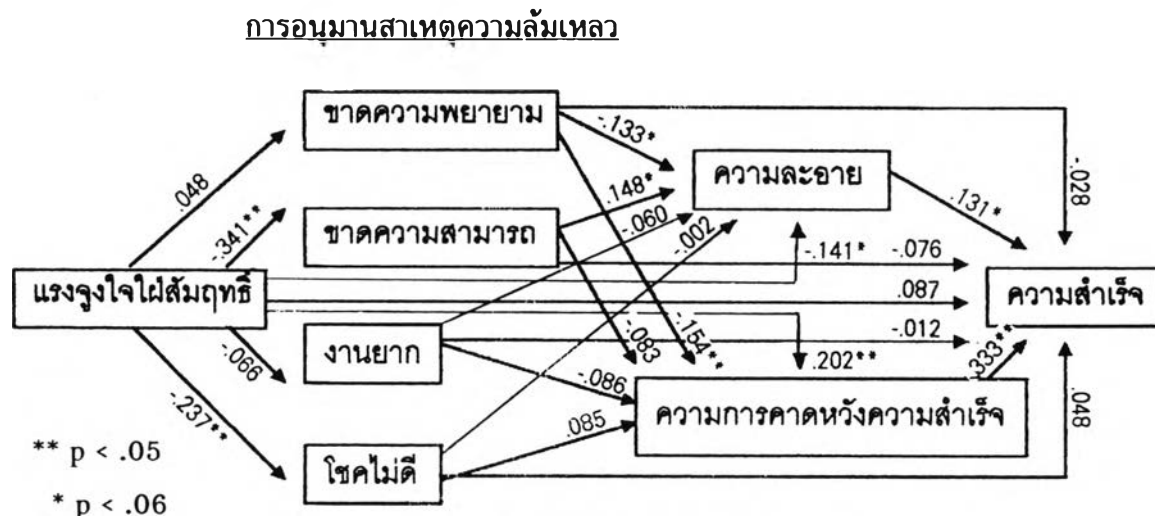 การอนุมานสาเหตุความล้มเหลว
ขาดความพยายาม
-.133*
ความละอาย
-.028
.048
.148*
.131*
-.341**
ขาดความสามารถ
-.060
-.002
-.141*
-.076
แรงจูงใจใฝ่สัมฤทธิ์
.087
ความสำเร็จ
-.012
-.066
งานยาก
-.083
-.154**
.202**
.333**
-.086
-.237**
.085
ความการคาดหวังความสำเร็จ
.048
โชคไม่ดี
** p < .05
* p < .06